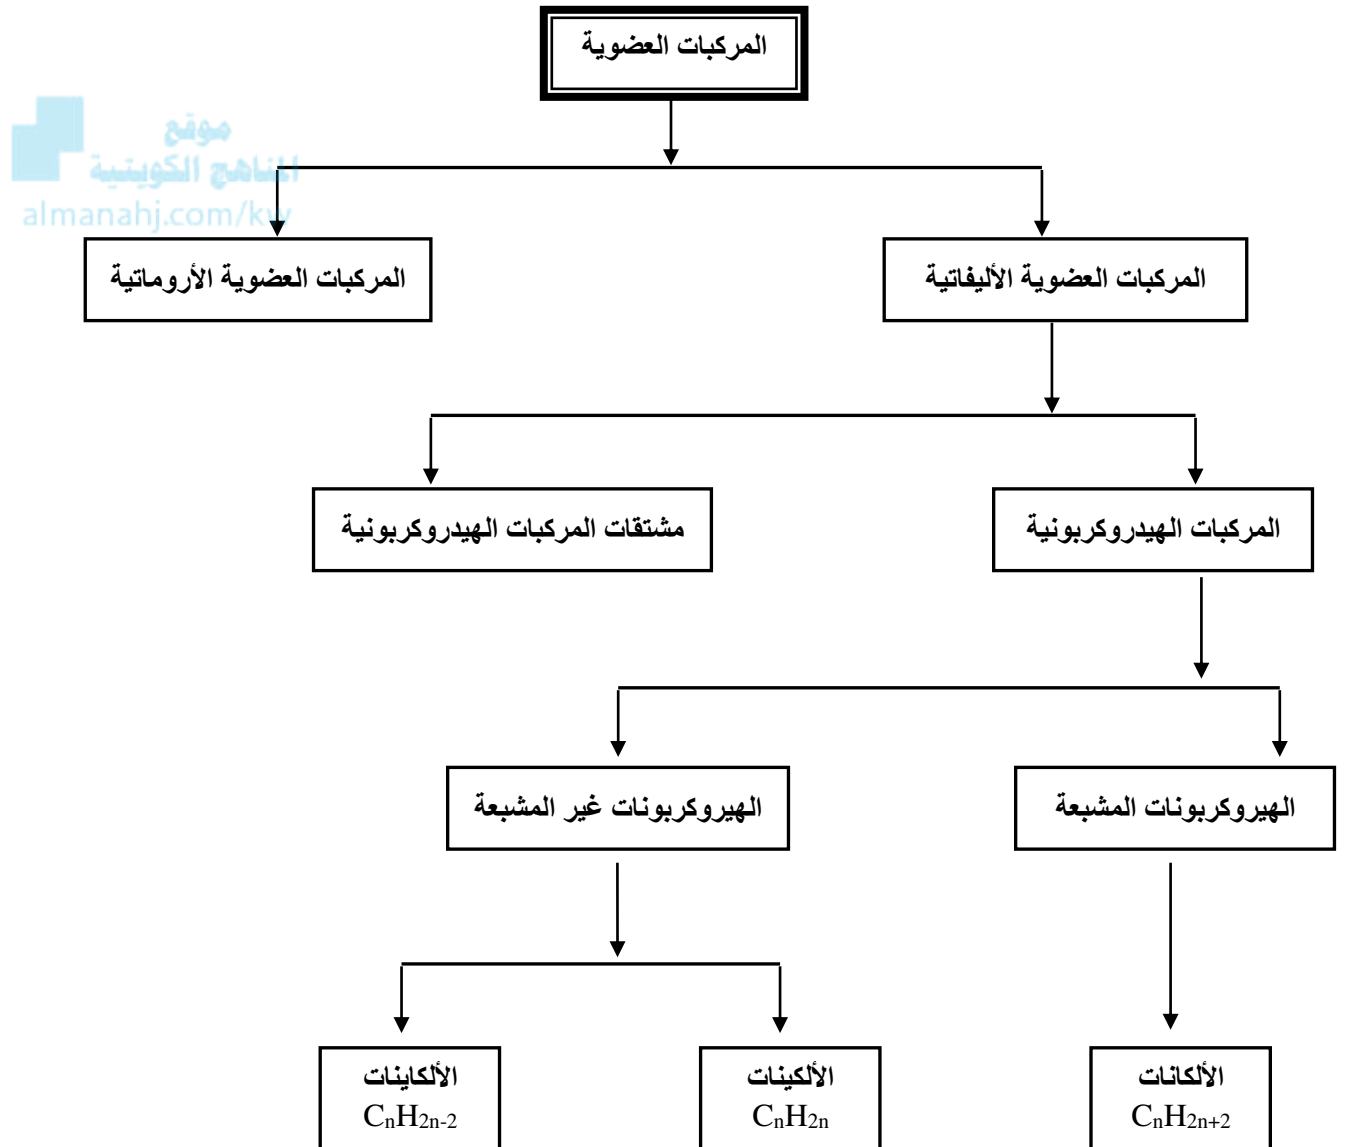 المركبات العضوية
موقع
المناهج الكويتية
almanahj.com/kw
المركبات العضوية الأليفاتية
المركبات العضوية الأروماتية
المركبات الهيدروكربونية
مشتقات المركبات الهيدروكربونية
الهيروكربونات المشبعة
الهيروكربونات غير المشبعة
الألكانات
CnH2n+2
الألكينات
CnH2n
الألكاينات
CnH2n-2